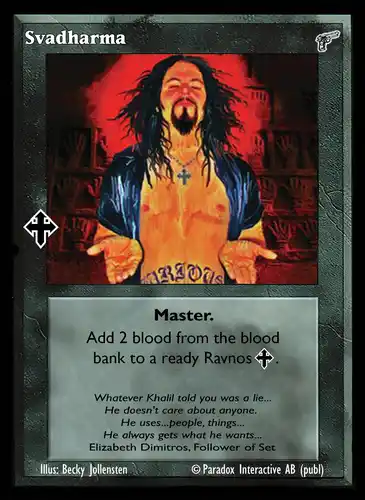 Svadharma
RIOUS
Master.
Add 2 blood from the blood
bank to a ready Ravnos .
Whatever Khalil told you was a lie...
He doesn't care about anyone.
He uses...people, things...
He always gets what he wants...
Elizabeth Dimitros, Follower of Set
Illus: Becky Jollensten © Paradox Interactive AB (publ)